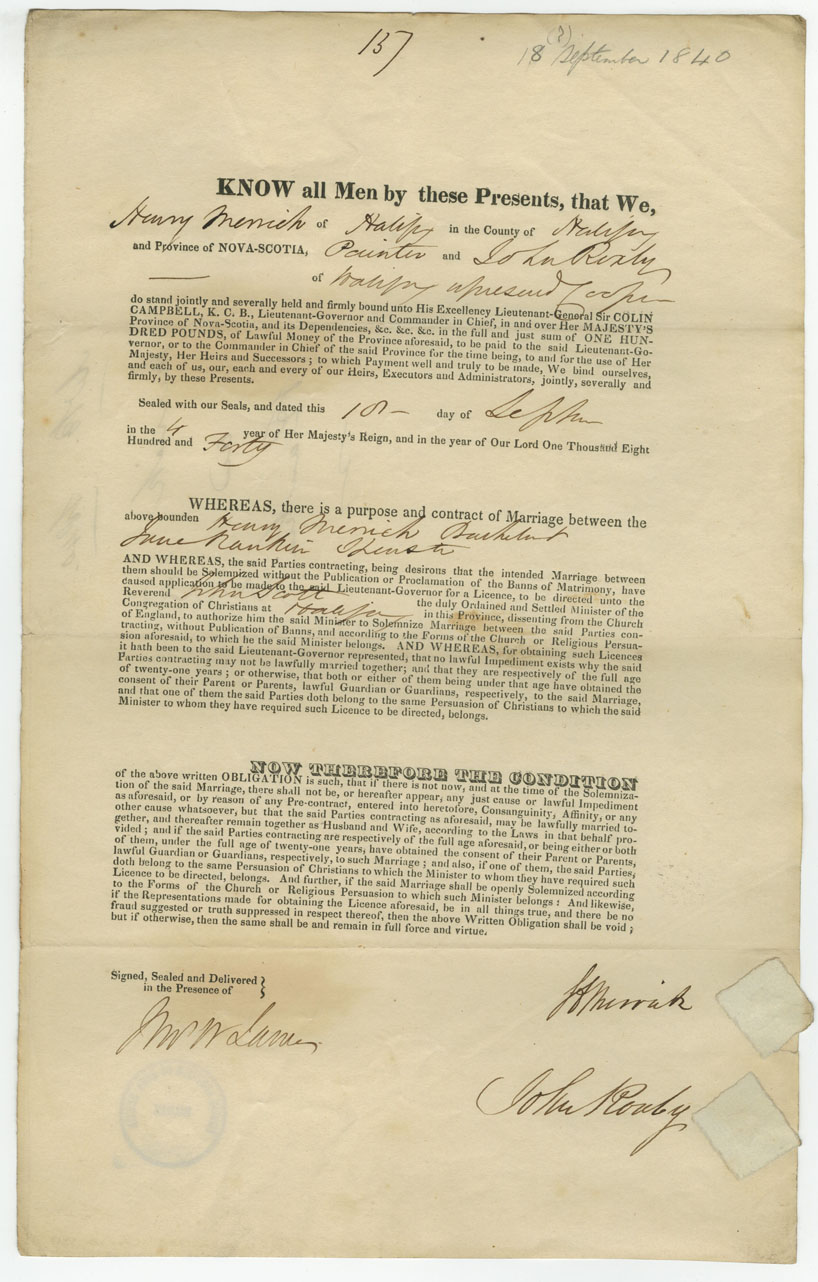 157
18 (?) September 1840
KNOW all Men by these Presents, that We,
Henry Merrick of Halifax in the County of Halifax
and Province of NOVA-SCOTIA, Painter and John Roxby
of Halifax aforesaid Cooper
do stand jointly and severally held and firmly bound unto His Excellency Lieutenant-General Sir COLIN
CAMPBELL, K. C. B., Lieutenant-Governor and Commander in Chief, in and over Her MAJESTY'S
Province of Nova-Scotia, and its Dependencies, &c. &c. &c. in the full and just sum of ONE HUN-
DRED POUNDS, of Lawful Money of the Province aforesaid, to be paid to the said Lieutenant-Go-
vernor, or to the Commander in Chief of the said Province for the time being, to and for the use of Her
Majesty, Her Heirs and Successors; to which Payment well and truly to be made, We bind ourselves,
and each of us, our, each and every of our Heirs, Executors and Administrators, jointly, severally and
firmly, by these Presents.
Sealed with our Seals, and dated this 18 day of Septr
in the 4 year of Her Majesty's Reign, and in the year of Our Lord One Thousand Eight
Hundred and Forty
WHEREAS, there is a purpose and contract of Marriage between the
above bounden Henry Merrick Bachelor &
Jane Rankin Spinster
AND WHEREAS, the said Parties contracting, being desirous that the intended Marriage between
them should be Solemnized without the Publication or Proclamation of the Banns of Matrimony, have
caused application to be made to the said Lieutenant-Governor for a Licence, to be directed unto the
Reverend John Scott the duly Ordained and Settled Minister of the
Congregation of Christians at Halifax in this Province, dissenting from the Church
of England, to authorize him the said Minister to Solemnize Marriage between the said Parties con-
tracting, without Publication of Banns, and according to the Forms of the Church or Religious Persua-
sion aforesaid, to which he the said Minister belongs. AND WHEREAS, for obtaining such Licences
it hath been to the said Lieutenant-Governor represented, that no lawful Impediment exists why the said
Parties contracting may not be lawfully married together; and that they are respectively of the full age
of twenty-one years; or otherwise, that both or either of them being under that age have obtained the
consent of their Parent or Parents, lawful Guardian or Guardians, respectively, to the said Marriage,
and that one of them the said Parties doth belong to the same Persuasion of Christians to which the said
Minister to whom they have required such Licence to be directed, belongs.
NOW THEREFORE THE CONDITION
of the above written OBLIGATION is such, that if there is not now, and at the time of the Solemniza-
tion of the said Marriage, there shall not be, or hereafter appear, any just cause or lawful Impediment
as aforesaid, or by reason of any Pre-contract, entered into heretofore, Consanguinity, Affinity, or any
other cause whatsoever, but that the said Parties contracting as aforesaid, may be lawfully married to-
gether, and thereafter remain together as Husband and Wife, according to the Laws in that behalf pro-
vided; and if the said Parties contracting are respectively of the full age aforesaid, or being either or both
of them, under the full age of twenty-one years, have obtained the consent of their Parent or Parents,
lawful Guardian or Guardians, respectively, to such Marriage; and also, if one of them, the said Parties,
doth belong to the same Persuasion of Christians to which the Minister to whom they have required such
Licence to be directed, belongs. And further, if the said Marriage shall be openly Solemnized according
to the Forms of the Church or Religious Persuasion to which such Minister belongs: And likewise,
if the Representations made for obtaining the Licence aforesaid, be in all things true, and there be no
fraud suggested or truth suppressed in respect thereof, then the above Written Obligation shall be void;
but if otherwise, then the same shall be and remain in full force and virtue.
Signed, Sealed and Delivered
in the Presence of
H Merrick
John Roxby